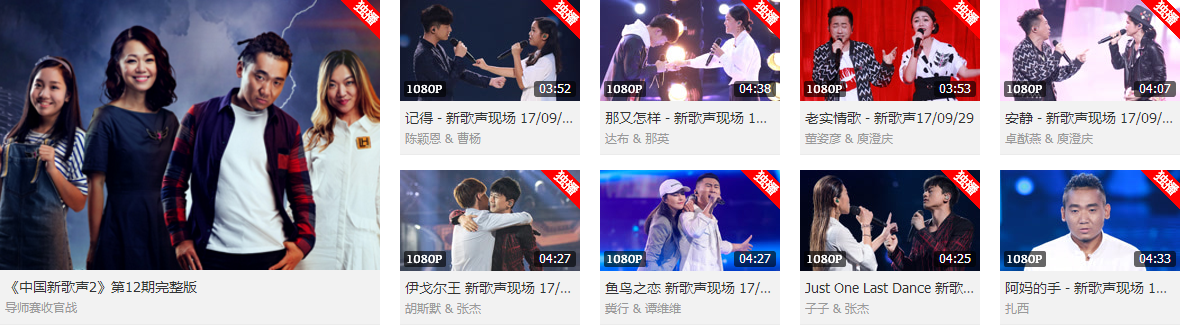 独播
《中国新歌声2》第12期完整版
导师赛收官战
独播
1080P
03:52
记得 - 新歌声现场 17/09/...
陈颖恩 & 曹杨
独播
1080P
04:38
那又怎样 - 新歌声现场 1...
达布 & 那英
独播
1080P
03:53
老实情歌 - 新歌声17/09/29
董姿彦 & 庾澄庆
独播
1080P
04:07
安静 - 新歌声现场 17/09/...
卓猷燕 & 庾澄庆
独播
1080P
04:27
伊戈尔王 新歌声现场 17/...
胡斯默 & 张杰
独播
1080P
04:27
鱼鸟之恋 新歌声现场 17/...
冀行 & 谭维维
独播
1080P
04:25
Just One Last Dance 新歌...
子子 & 张杰
独播
1080P
04:33
阿妈的手 - 新歌声现场 1...
扎西